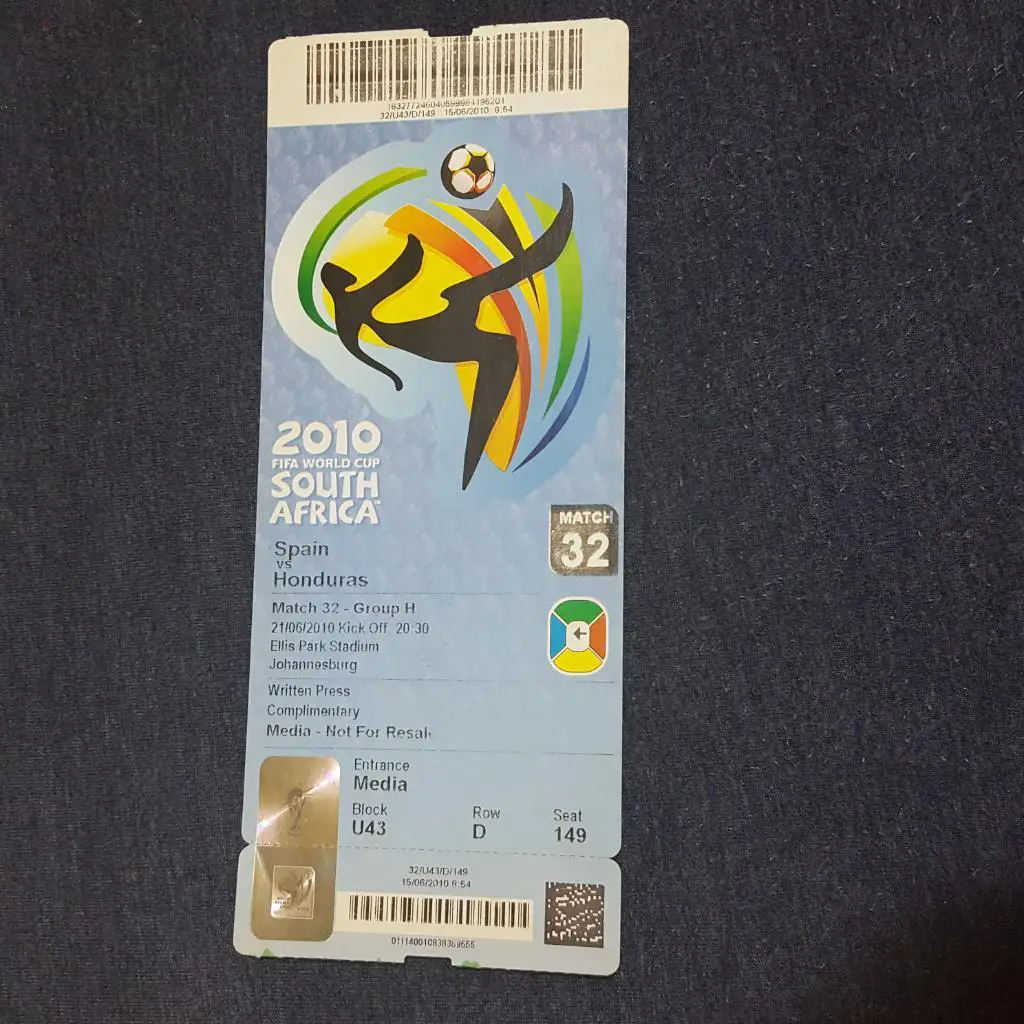 32/U43/D/149 15/06/2010 8:54
2010
FIFA WORLD CUP
SOUTH
AFRICA™
MATCH
32
Spain
vs
Honduras
Match 32 - Group H
21/06/2010 Kick Off 20:30
Ellis Park Stadium
Johannesburg
Written Press
Complimentary
Media - Not For Resale
Entrance
Media
Block Row Seat
U43 D 149
32/U43/D/149
15/06/2010 8:54